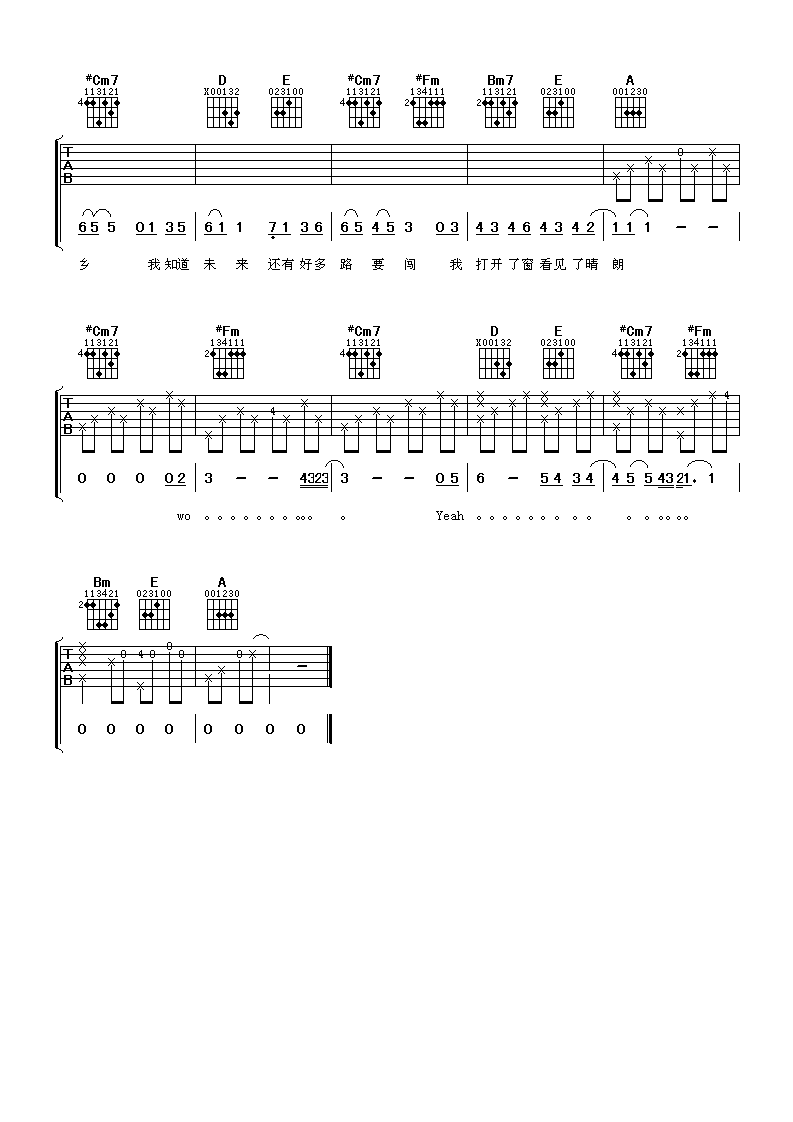 #Cm7 D E #Cm7 #Fm Bm7 E A
113121 X00132 023100 113121 134111 113121 023100 001230
4 4 2 2
T A B 0
6 5 5 0 1 3 5 6 1 1 7 1 3 6 6 5 4 5 3 0 3 4 3 4 6 4 3 4 2 1 1 1 - -
乡 我 知道 未 来 还有 好多 路 要 闯 我 打开 了窗 看见 了晴 朗
#Cm7 #Fm #Cm7 D E #Cm7 #Fm
113121 134111 113121 X00132 023100 113121 134111
4 2 4 4 2
T A B 4 4
0 0 0 0 2 3 - - 4323 3 - - 0 5 6 - 5 4 3 4 4 5 5 43 21. 1
wo 。。。。。。。。。。 。 Yeah 。。。。。。。。 。。。。。
Bm E A
113421 023100 001230
2
T A B 0 4 0 0 0 0 -
0 0 0 0 0 0 0 0